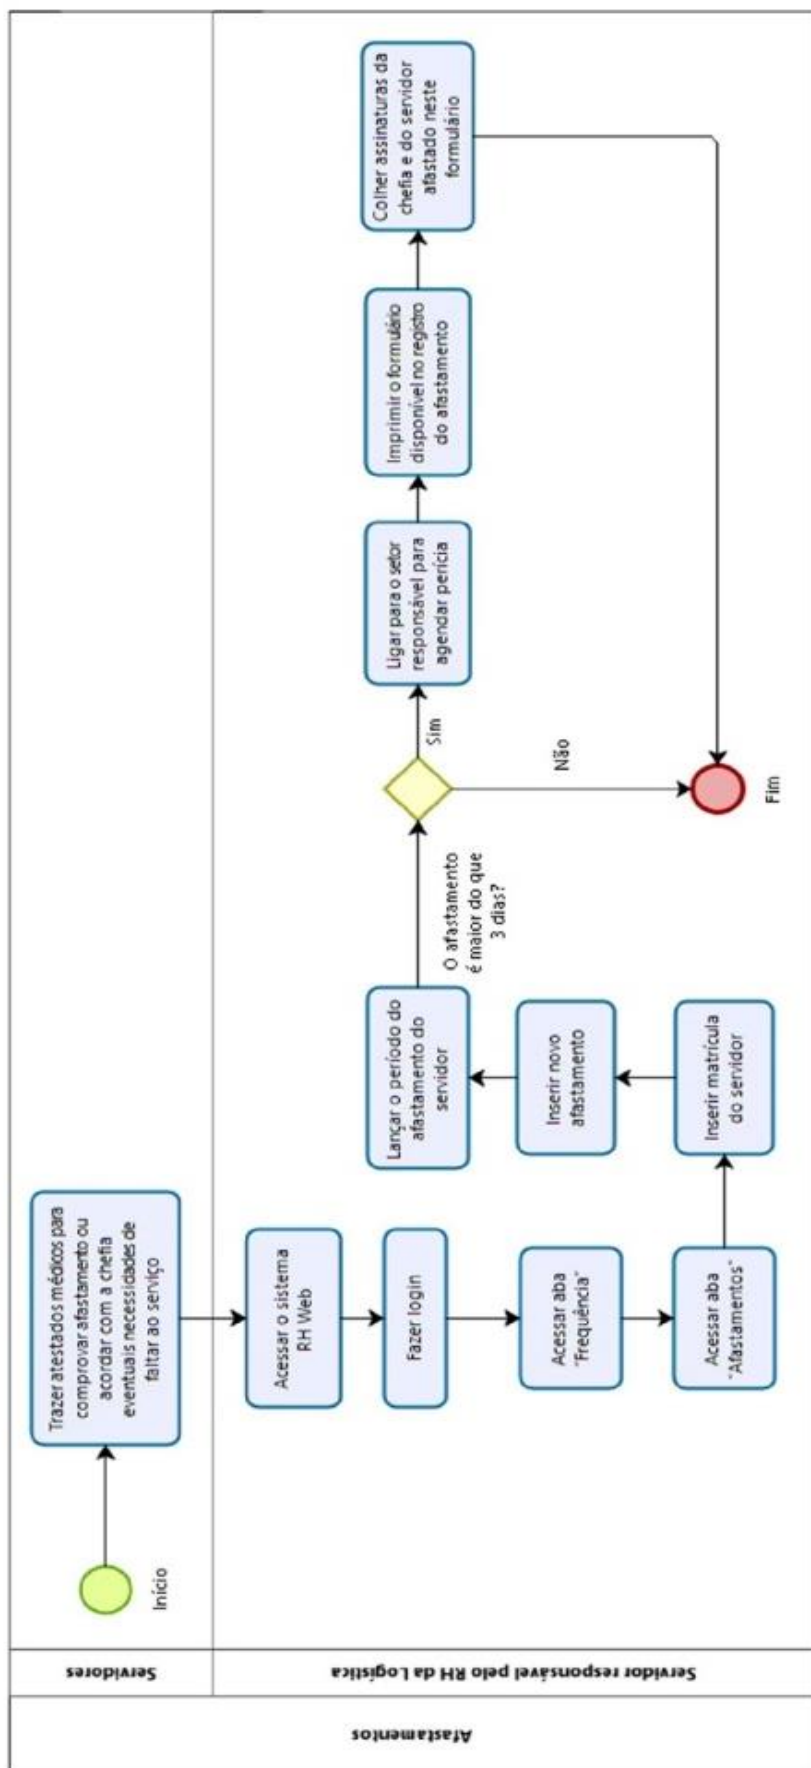 Afastamentos
Servidores
Servidor responsável pelo RH da Logística
Início
Trazer atestados médicos para
comprovar afastamento ou
acordar com a chefia
eventuais necessidades de
faltar ao serviço
Acessar o sistema
RH Web
Fazer login
Acessar aba
"Frequência"
Acessar aba
"Afastamentos"
Inserir matrícula
do servidor
Inserir novo
afastamento
Lançar o período do
afastamento do
servidor
O afastamento
é maior do que
3 dias?
Sim
Não
Ligar para o setor
responsável para
agendar perícia
Imprimir o formulário
disponível no registro
do afastamento
Colher assinaturas da
chefia e do servidor
afastado neste
formulário
Fim